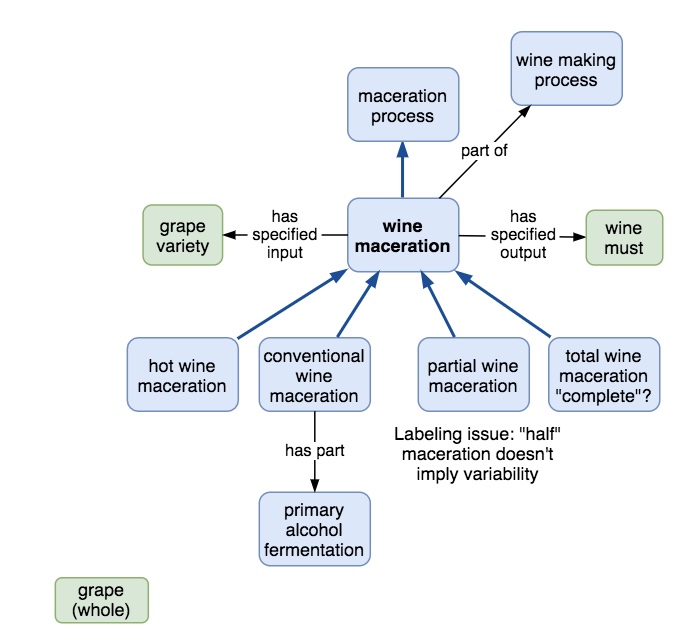 wine making
process
maceration
process
part of
grape
variety
has
specified
input
wine
maceration
has
specified
output
wine
must
hot wine
maceration
conventional
wine
maceration
partial wine
maceration
total wine
maceration
"complete"?
Labeling issue: "half"
maceration doesn't
imply variability
has part
primary
alcohol
fermentation
grape
(whole)